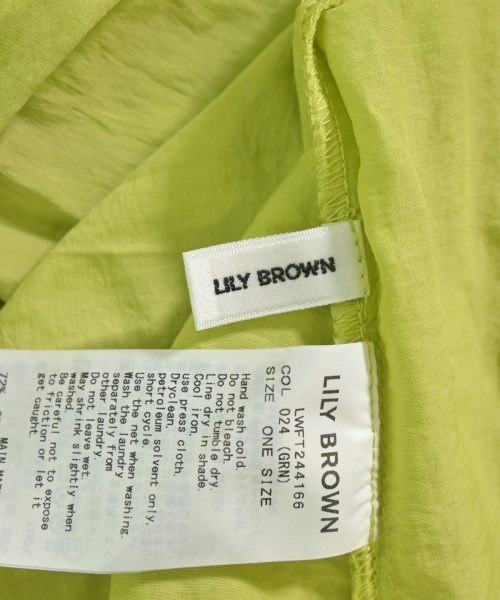 LILY BROWN
LILY BROWN
LWFT244166
COL 024 (GRN)
SIZE ONE SIZE
Hand wash cold.
Do not bleach.
Do not tumble dry.
Line dry in shade.
Cool iron.
use press cloth.
Dryclean,
petroleum solvent only.
short cycle.
Use the net when washing.
Wash the laundry
separately from
other laundry.
Do not leave wet.
May shrink slightly when
washed.
Be careful not to expose
to friction or let it
get caught.
MAIN
72%